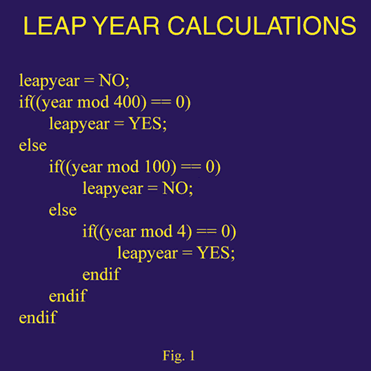 LEAP YEAR CALCULATIONS
leapyear = NO;
if((year mod 400) == 0)
leapyear = YES;
else
if((year mod 100) == 0)
leapyear = NO;
else
if((year mod 4) == 0)
leapyear = YES;
endif
endif
endif
Fig. 1